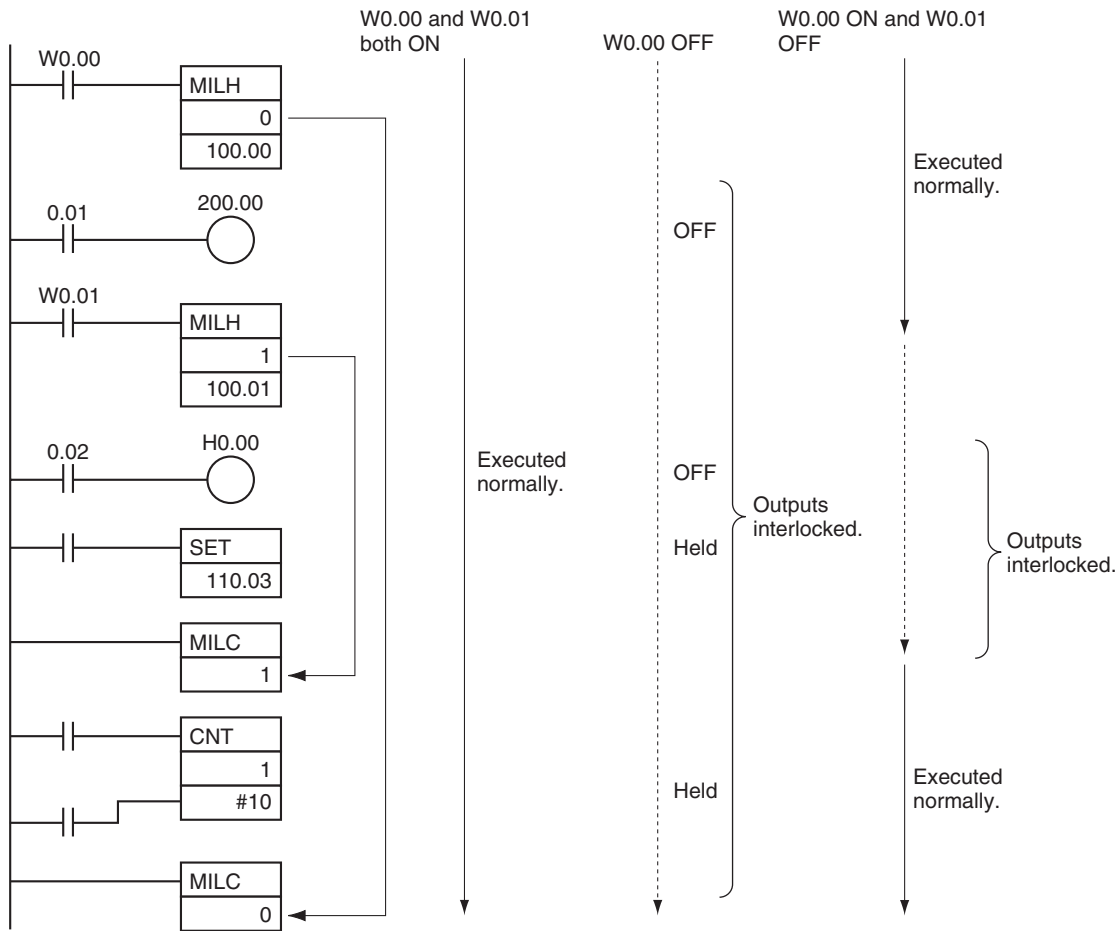 W0.00 and W0.01
both ON
W0.00 OFF
W0.00 ON and W0.01
OFF
W0.00
MILH
0
100.00
Executed
normally.
0.01
200.00
OFF
W0.01
MILH
1
100.01
0.02
H0.00
Executed
normally.
OFF
Outputs
interlocked.
SET
110.03
Held
Outputs
interlocked.
MILC
1
CNT
1
#10
Held
Executed
normally.
MILC
0